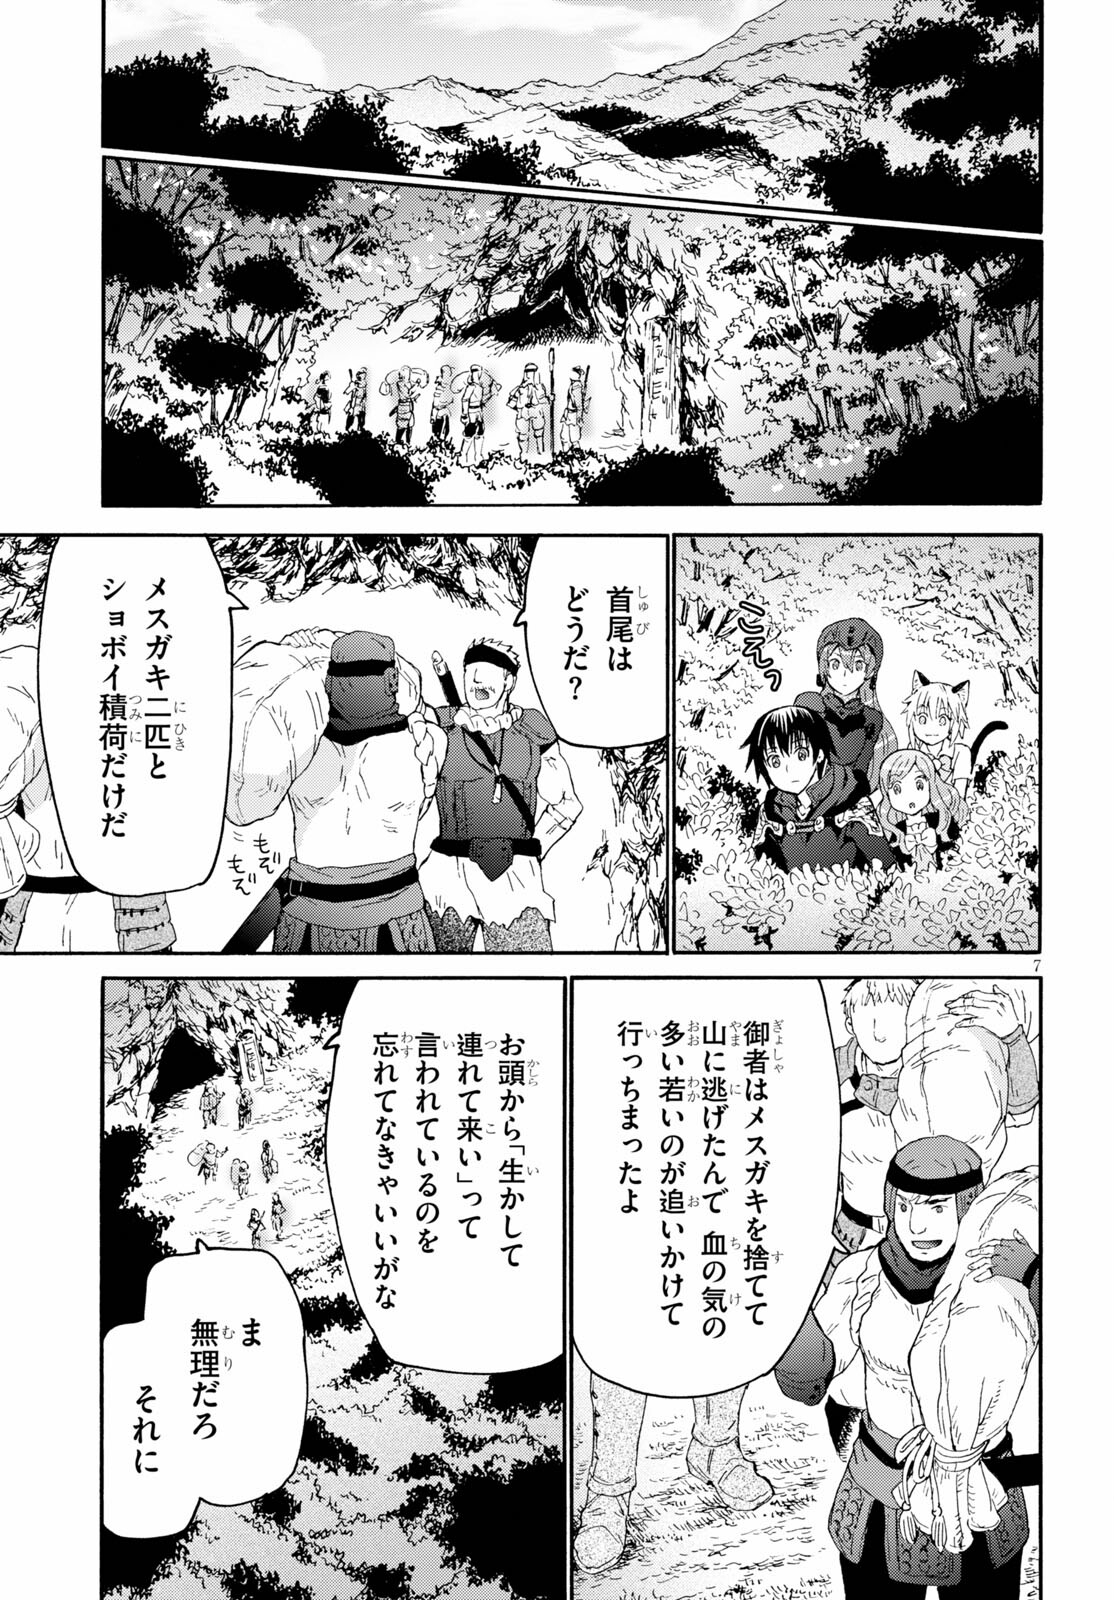 こそっ
首尾は
どうだ?
メスガキ二匹と
ショボイ積荷だけだ
もぞ
もぞ
7
御者はメスガキを捨てて
山に逃げたんで 血の気の
多い若いのが追いかけて
行っちまったよ
お頭から「生かして
連れて来い」って
言われているのを
忘れてなきゃいいがな
ま
無理だろ
それに